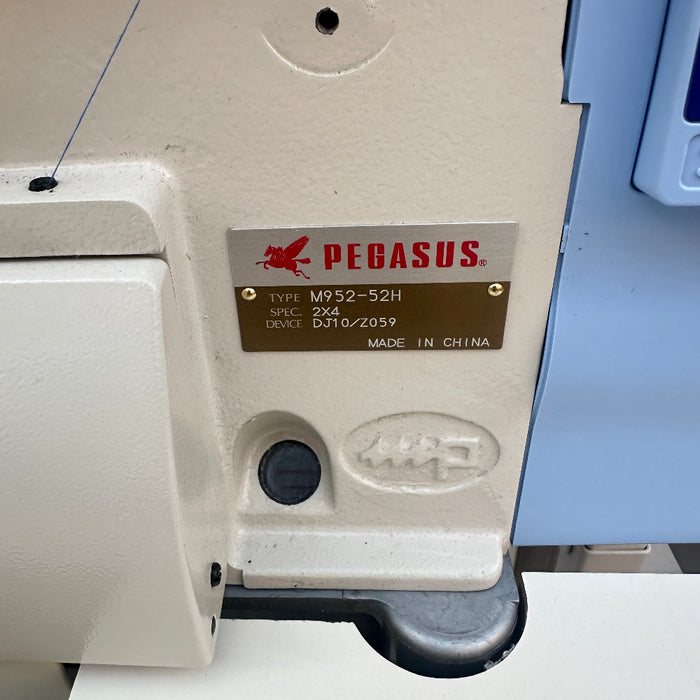 PEGASUS®
TYPE M952-52H
SPEC. 2X4
DEVICE DJ10/Z059
MADE IN CHINA